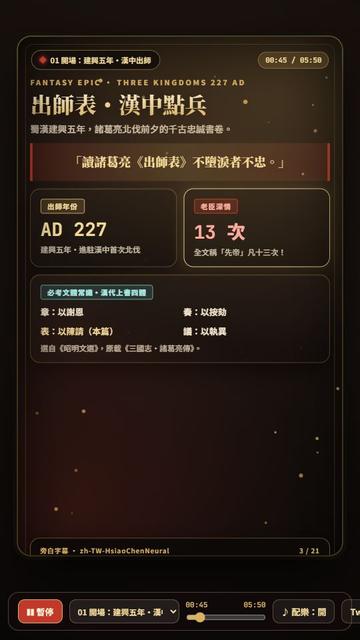 01 開場：建興五年・漢中出師
00:45 / 05:50
FANTASY EPIC • THREE KINGDOMS 227 AD
出師表・漢中點兵
蜀漢建興五年，諸葛亮北伐前夕的千古忠誠書卷。
「讀諸葛亮《出師表》不墮淚者不忠。」
出師年份
AD 227
建興五年・進駐漢中首次北伐
老臣深情
13 次
全文稱「先帝」凡十三次！
必考文體常識・漢代上書四體
章：以謝恩
奏：以按劾
表：以陳請（本篇）
議：以執異
選自《昭明文選》，原載《三國志・諸葛亮傳》。
旁白字幕 • zh-TW-HsiaoChenNeural
3 / 21
暫停
01 開場：建興五年・漢
00:45
05:50
♪ 配樂：開
Tw